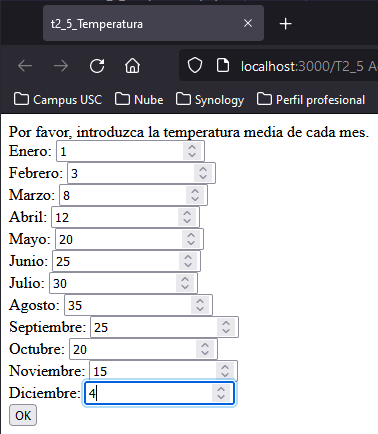 t2_5_Temperatura
localhost:3000/T2_5 A
Campus USC Nube Synology Perfil profesional
Por favor, introduzca la temperatura media de cada mes.
Enero: 1
Febrero: 3
Marzo: 8
Abril: 12
Mayo: 20
Junio: 25
Julio: 30
Agosto: 35
Septiembre: 25
Octubre: 20
Noviembre: 15
Diciembre: 4
OK